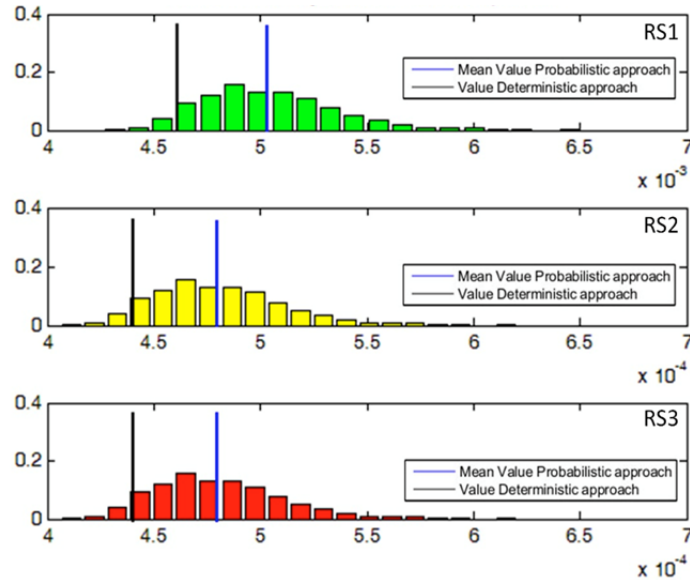 0.4
RS1
Mean Value Probabilistic approach
0.2
Value Deterministic approach
0
4 4.5 5 5.5 6 6.5 7
x 10-3
0.4
RS2
Mean Value Probabilistic approach
0.2
Value Deterministic approach
0
4 4.5 5 5.5 6 6.5 7
x 10-4
0.4
RS3
Mean Value Probabilistic approach
0.2
Value Deterministic approach
0
4 4.5 5 5.5 6 6.5 7
x 10-4